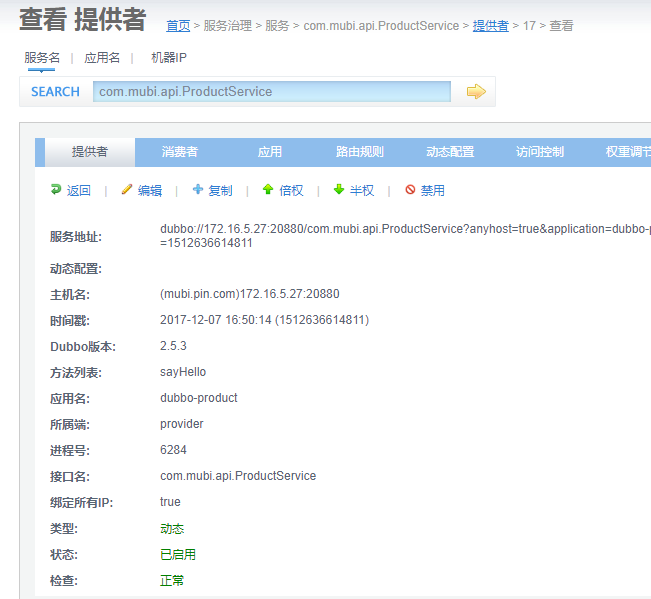 查看 提供者 首页 > 服务治理 > 服务 > com.mubi.api.ProductService > 提供者 > 17 > 查看
服务名 | 应用名 | 机器IP
SEARCH com.mubi.api.ProductService
提供者 消费者 应用 路由规则 动态配置 访问控制 权重调节
返回 | 编辑 | 复制 | 倍权 | 半权 | 禁用
服务地址: dubbo://172.16.5.27:20880/com.mubi.api.ProductService?anyhost=true&application=dubbo-p
=1512636614811
动态配置:
主机名: (mubi.pin.com)172.16.5.27:20880
时间戳: 2017-12-07 16:50:14 (1512636614811)
Dubbo版本: 2.5.3
方法列表: sayHello
应用名: dubbo-product
所属端: provider
进程号: 6284
接口名: com.mubi.api.ProductService
绑定所有IP: true
类型: 动态
状态: 已启用
检查: 正常